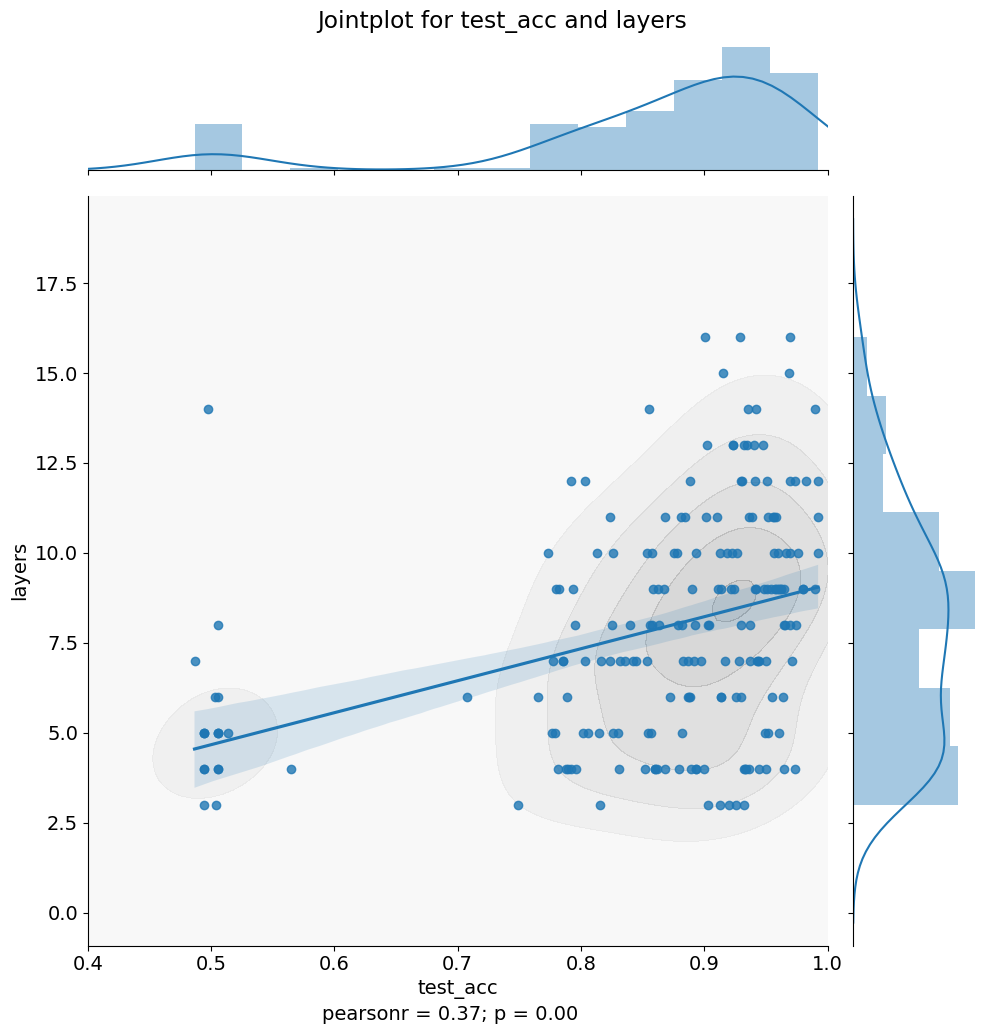 Jointplot for test_acc and layers
17.5
15.0
12.5
10.0
7.5
5.0
2.5
0.0
layers
0.4 0.5 0.6 0.7 0.8 0.9 1.0
test_acc
pearsonr = 0.37; p = 0.00